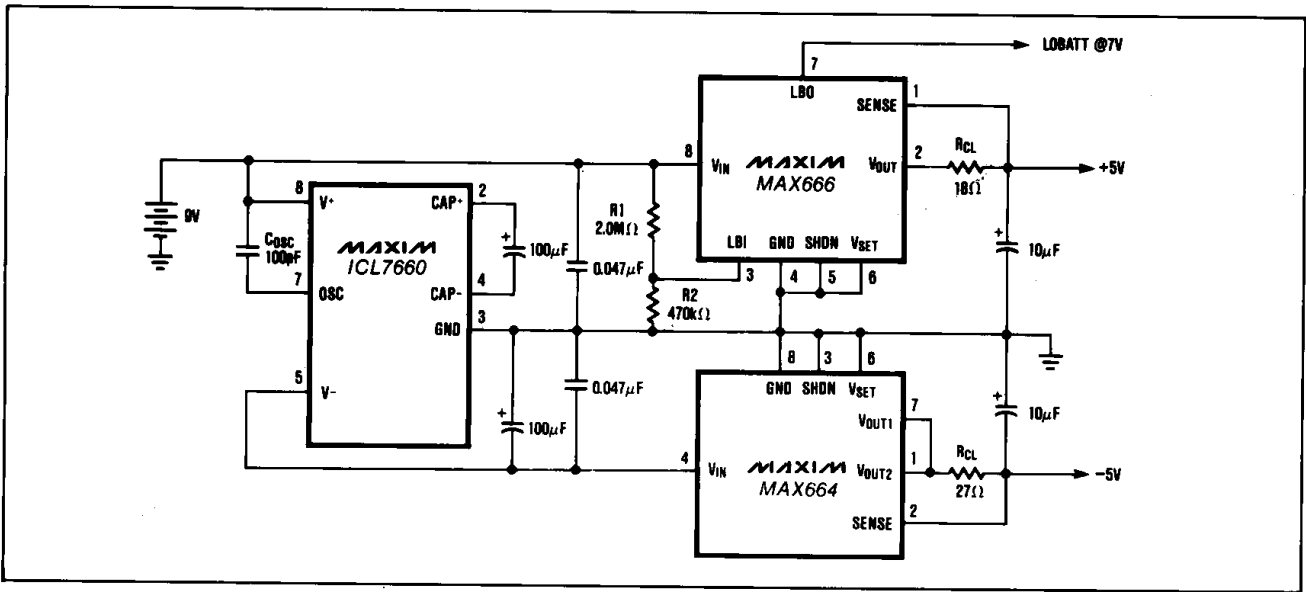 LOBATT @7V
7
LBO
SENSE
1
8
VIN
MAXIM
MAX666
VOUT
2
RCL
18Ω
+5V
9V
8
V+
CAP+
2
COSC
100pF
MAXIM
ICL7660
+
100μF
R1
2.0MΩ
0.047μF
LBI
GND
SHDN
VSET
3
4
5
6
+
10μF
7
OSC
CAP-
4
R2
470kΩ
GND
3
5
V-
8
3
6
GND
SHDN
VSET
+
100μF
0.047μF
VOUT1
7
+
10μF
4
VIN
MAXIM
MAX664
VOUT2
1
RCL
27Ω
-5V
SENSE
2